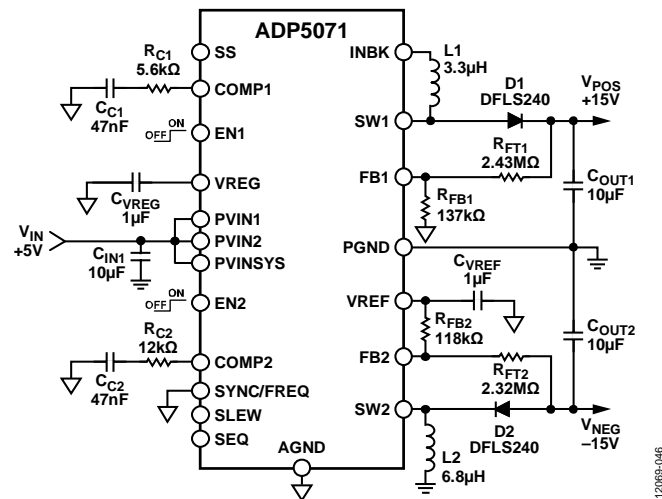 ADP5071
SS
RC1
5.6kΩ
COMP1
CC1
47nF
ON
OFF
EN1
VREG
CVREG
1µF
PVIN1
VIN
+5V
PVIN2
CIN1
10µF
PVINSYS
ON
OFF
EN2
RC2
12kΩ
COMP2
CC2
47nF
SYNC/FREQ
SLEW
SEQ
AGND
INBK
L1
3.3µH
D1
DFLS240
VPOS
+15V
SW1
RFT1
2.43MΩ
FB1
RFB1
137kΩ
COUT1
10µF
PGND
CVREF
1µF
VREF
RFB2
118kΩ
COUT2
10µF
FB2
RFT2
2.32MΩ
SW2
D2
DFLS240
VNEG
–15V
L2
6.8µH
12069-046